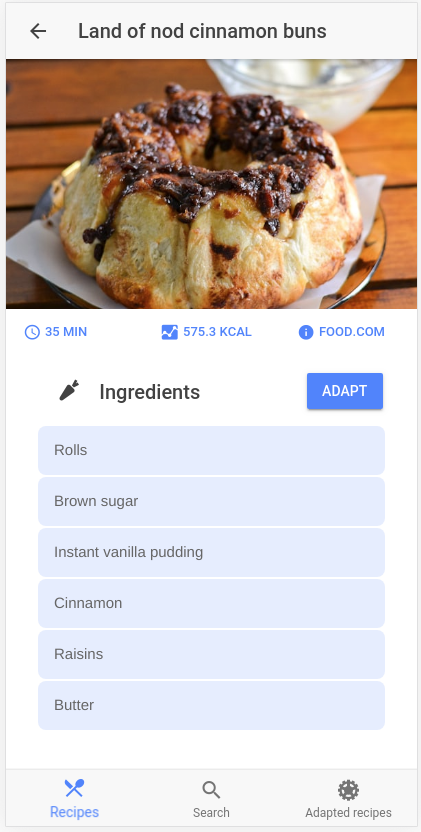 Land of nod cinnamon buns
35 MIN
575.3 KCAL
FOOD.COM
Ingredients
ADAPT
Rolls
Brown sugar
Instant vanilla pudding
Cinnamon
Raisins
Butter
Recipes
Search
Adapted recipes